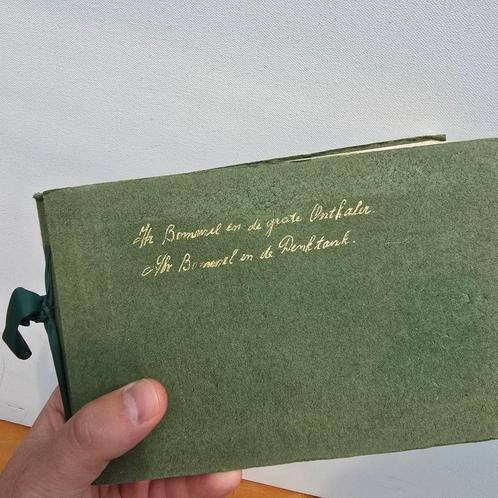 Hr Bommel en de grote Onthaler.
Hr. Bommel en de Denktank.